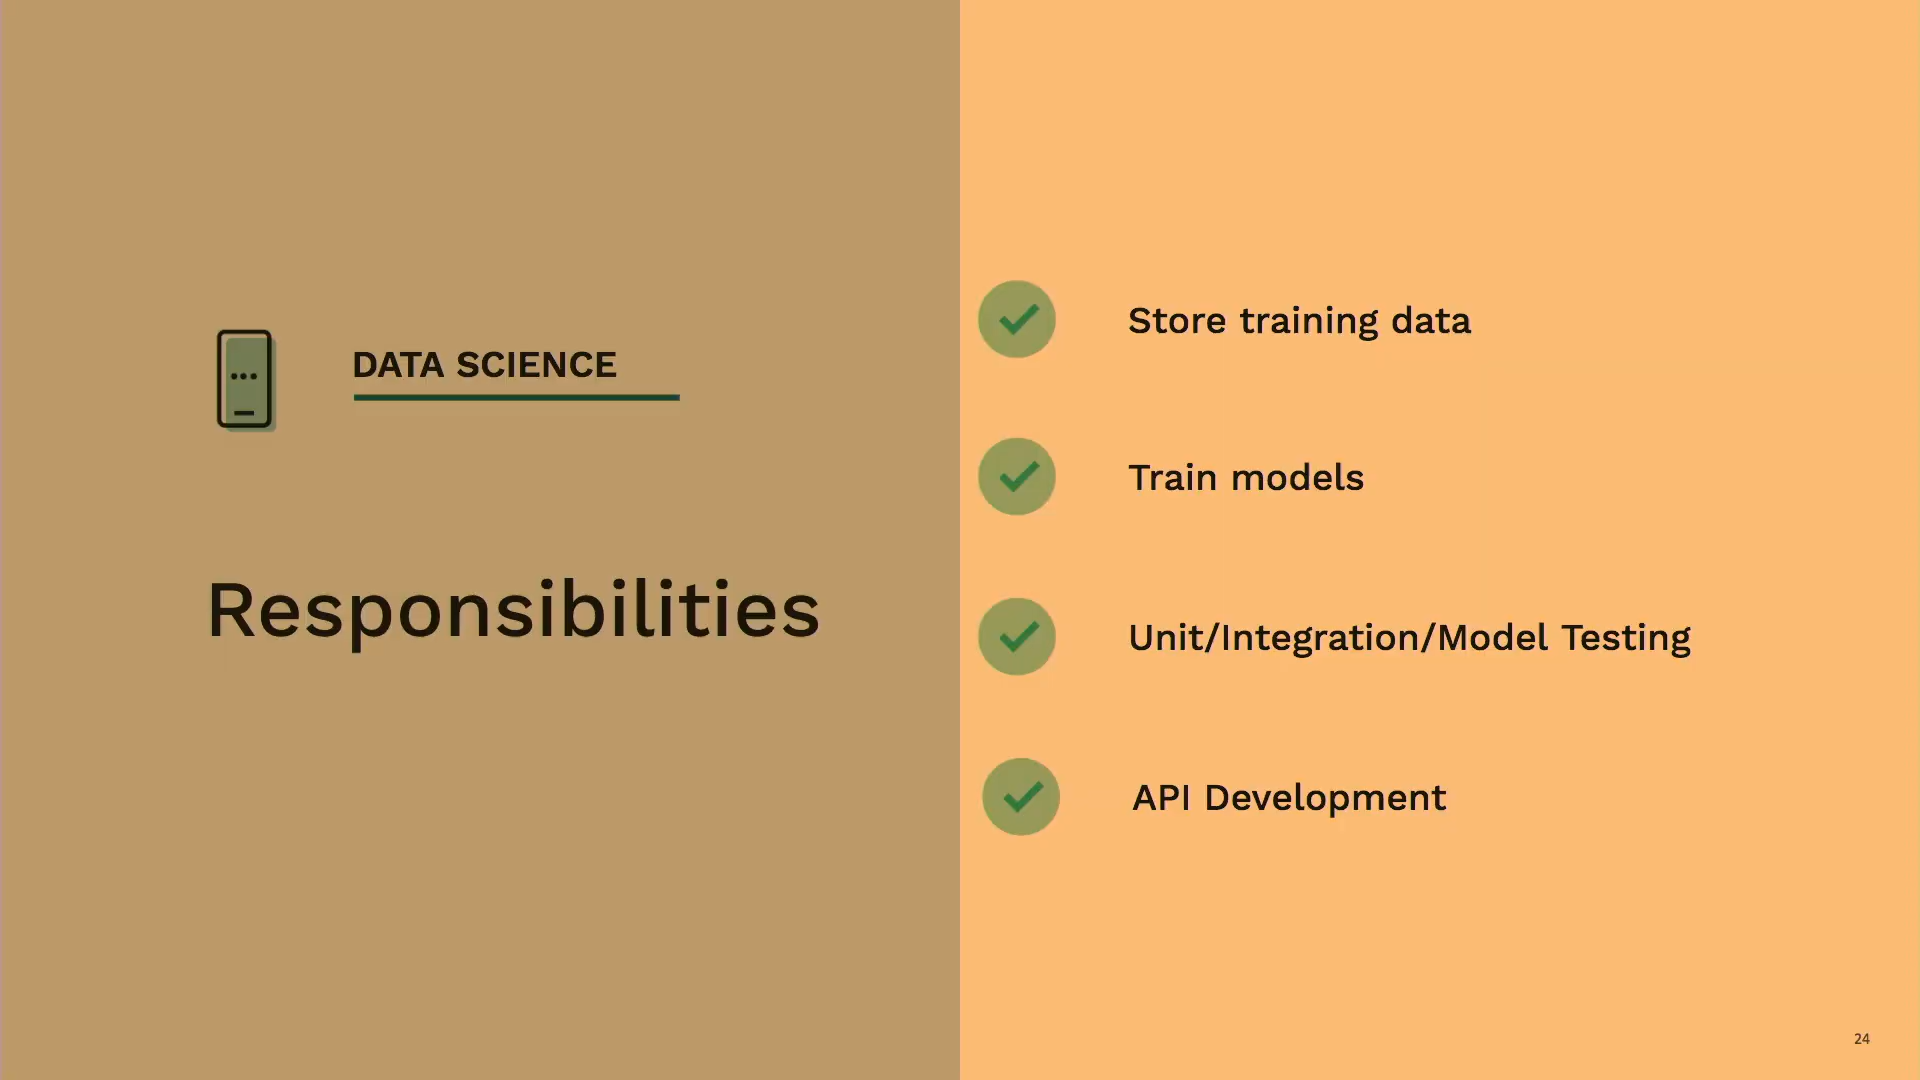 DATA SCIENCE
Responsibilities
Store training data
Train models
Unit/Integration/Model Testing
API Development
24